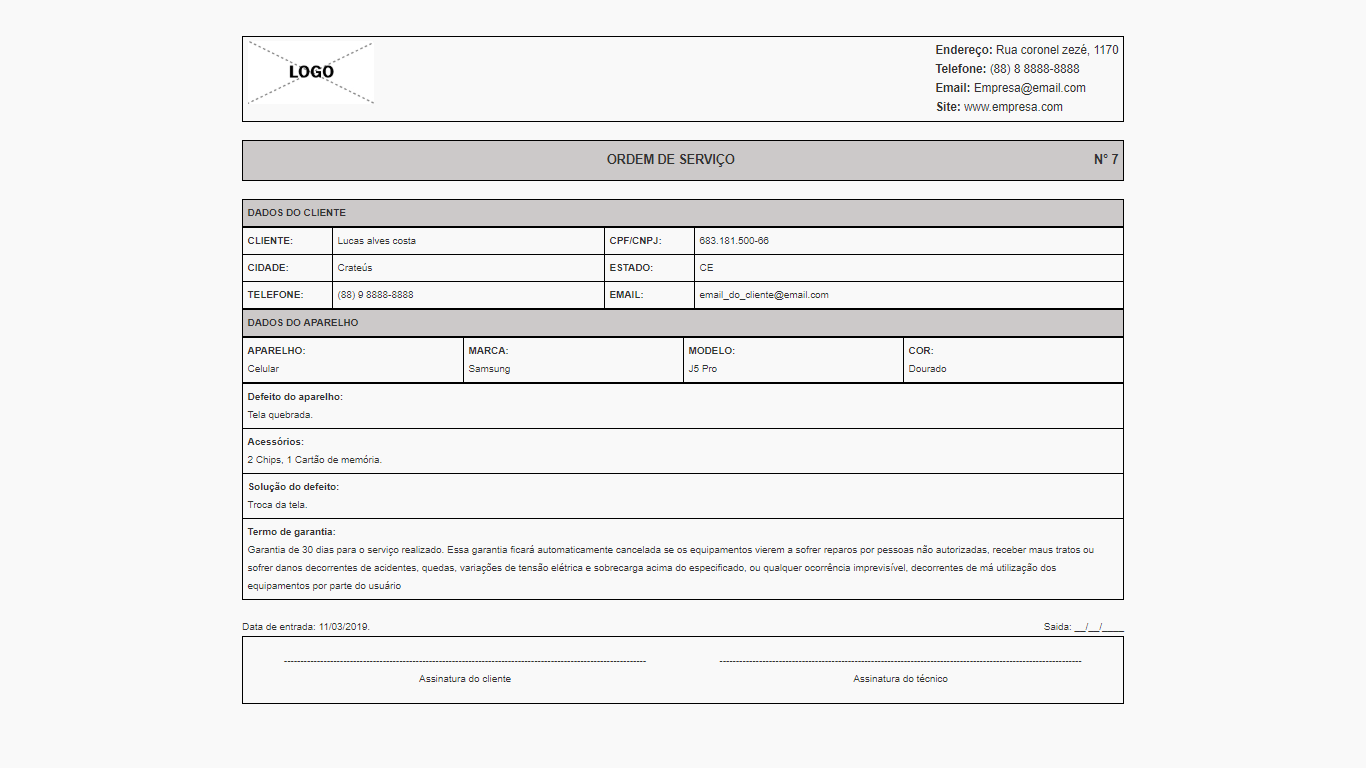 LOGO
Endereço: Rua coronel zezé, 1170
Telefone: (88) 8 8888-8888
Email: Empresa@email.com
Site: www.empresa.com
ORDEM DE SERVIÇO N° 7
DADOS DO CLIENTE
CLIENTE: Lucas alves costa CPF/CNPJ: 683.181.500-66
CIDADE: Crateús ESTADO: CE
TELEFONE: (88) 9 8888-8888 EMAIL: email_do_cliente@email.com
DADOS DO APARELHO
APARELHO: MARCA: MODELO: COR:
Celular Samsung J5 Pro Dourado
Defeito do aparelho:
Tela quebrada.
Acessórios:
2 Chips, 1 Cartão de memória.
Solução do defeito:
Troca da tela.
Termo de garantia:
Garantia de 30 dias para o serviço realizado. Essa garantia ficará automaticamente cancelada se os equipamentos vierem a sofrer reparos por pessoas não autorizadas, receber maus tratos ou
sofrer danos decorrentes de acidentes, quedas, variações de tensão elétrica e sobrecarga acima do especificado, ou qualquer ocorrência imprevisível, decorrentes de má utilização dos
equipamentos por parte do usuário
Data de entrada: 11/03/2019. Saida: __/__/____
Assinatura do cliente Assinatura do técnico